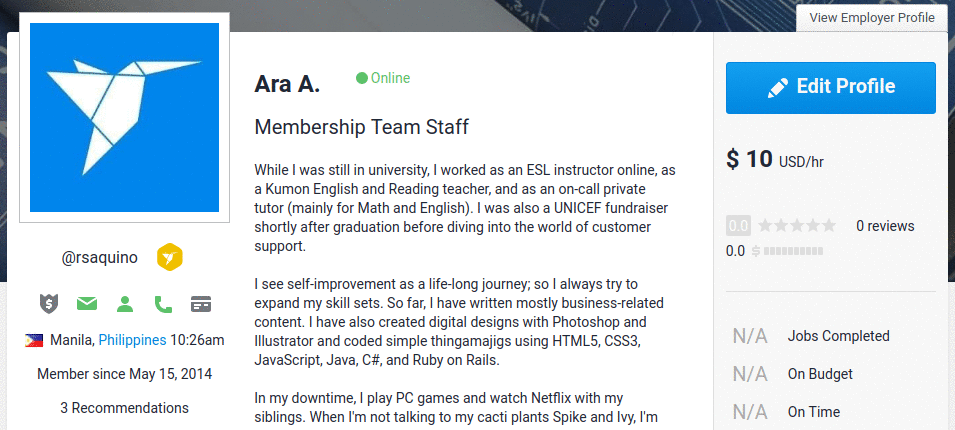 View Employer Profile
Ara A.
Online
Membership Team Staff
While I was still in university, I worked as an ESL instructor online, as
a Kumon English and Reading teacher, and as an on-call private
tutor (mainly for Math and English). I was also a UNICEF fundraiser
shortly after graduation before diving into the world of customer
support.
I see self-improvement as a life-long journey; so I always try to
expand my skill sets. So far, I have written mostly business-related
content. I have also created digital designs with Photoshop and
Illustrator and coded simple thingamajigs using HTML5, CSS3,
JavaScript, Java, C#, and Ruby on Rails.
In my downtime, I play PC games and watch Netflix with my
siblings. When I'm not talking to my cacti plants Spike and Ivy, I'm
@rsaquino
Manila, Philippines 10:26am
Member since May 15, 2014
3 Recommendations
Edit Profile
$ 10 USD/hr
0.0 0 reviews
0.0 $
N/A Jobs Completed
N/A On Budget
N/A On Time